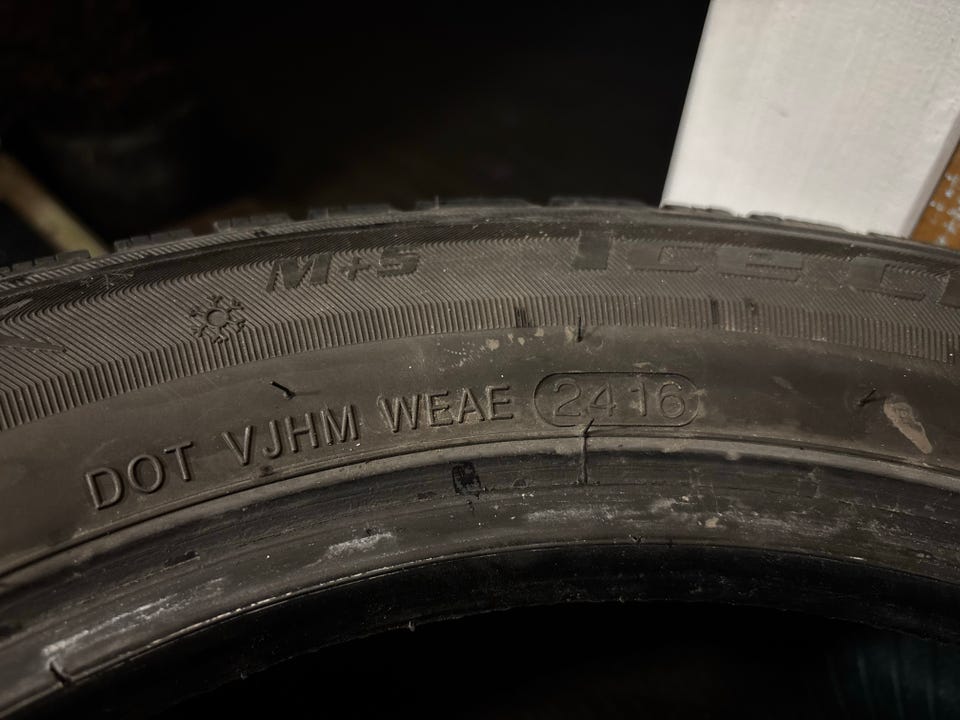 M+S
DOT VJHM WEAE 2416